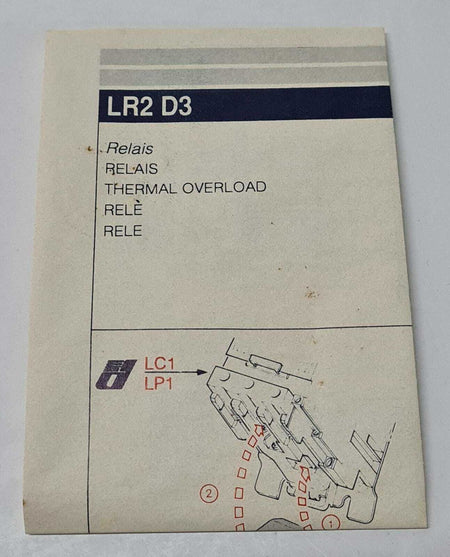 LR2 D3
Relais
RELAIS
THERMAL OVERLOAD
RELÈ
RELE
LC1
LP1
2
1